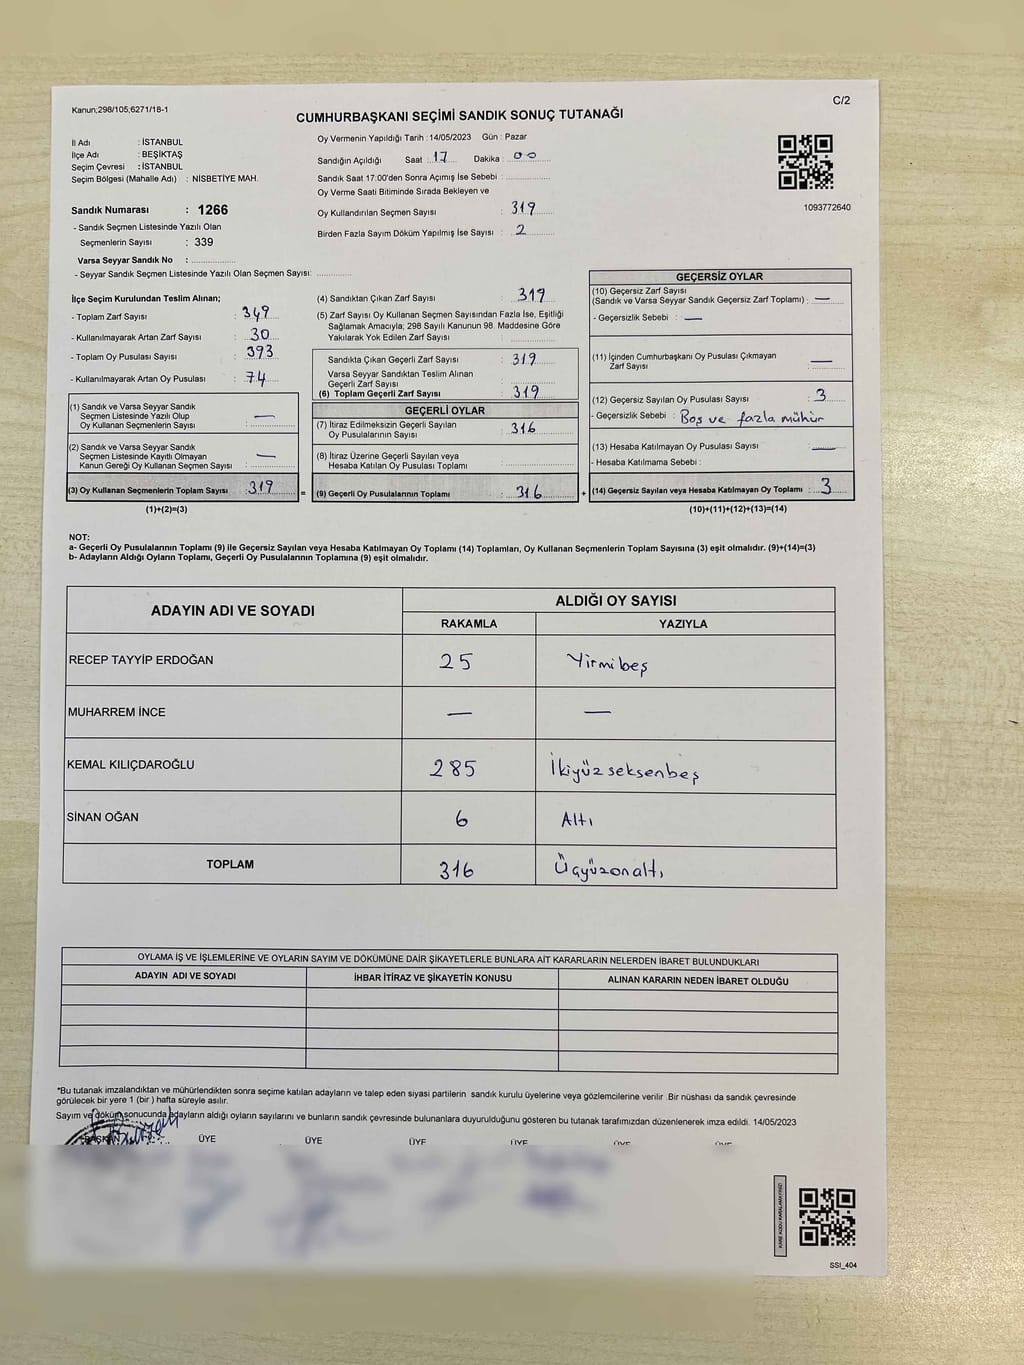 Kanun;298/105;6271/18-1
C/2
CUMHURBAŞKANI SEÇİMİ SANDIK SONUÇ TUTANAĞI
İl Adı : İSTANBUL
İlçe Adı : BEŞİKTAŞ
Seçim Çevresi : İSTANBUL
Seçim Bölgesi (Mahalle Adı) : NİSBETİYE MAH.
Sandık Numarası : 1266
- Sandık Seçmen Listesinde Yazılı Olan
Seçmenlerin Sayısı : 339
Varsa Seyyar Sandık No : ....................
- Seyyar Sandık Seçmen Listesinde Yazılı Olan Seçmen Sayısı: ................
Oy Vermenin Yapıldığı Tarih :14/05/2023 Gün : Pazar
Sandığın Açıldığı Saat : 17 Dakika : 00
Sandık Saat 17:00'den Sonra Açımış İse Sebebi : ....................
Oy Verme Saati Bitiminde Sırada Bekleyen ve
Oy Kullandırılan Seçmen Sayısı : 319
Birden Fazla Sayım Döküm Yapılmış İse Sayısı : 2
1093772640
İlçe Seçim Kurulundan Teslim Alınan;
- Toplam Zarf Sayısı : 349
- Kullanılmayarak Artan Zarf Sayısı : 30
- Toplam Oy Pusulası Sayısı : 393
- Kullanılmayarak Artan Oy Pusulası : 74
(1) Sandık ve Varsa Seyyar Sandık
Seçmen Listesinde Yazılı Olup
Oy Kullanan Seçmenlerin Sayısı : —
(2) Sandık ve Varsa Seyyar Sandık
Seçmen Listesinde Kayıtlı Olmayan
Kanun Gereği Oy Kullanan Seçmen Sayısı : —
(3) Oy Kullanan Seçmenlerin Toplam Sayısı : 319 =
(1)+(2)=(3)
(4) Sandıktan Çıkan Zarf Sayısı : 319
(5) Zarf Sayısı Oy Kullanan Seçmen Sayısından Fazla İse, Eşitliği
Sağlamak Amacıyla; 298 Sayılı Kanunun 98. Maddesine Göre
Yakılarak Yok Edilen Zarf Sayısı : ....................
Sandıkta Çıkan Geçerli Zarf Sayısı : 319
Varsa Seyyar Sandıktan Teslim Alınan
Geçerli Zarf Sayısı : ....................
(6) Toplam Geçerli Zarf Sayısı : 319
GEÇERLİ OYLAR
(7) İtiraz Edilmeksizin Geçerli Sayılan
Oy Pusulalarının Sayısı : 316
(8) İtiraz Üzerine Geçerli Sayılan veya
Hesaba Katılan Oy Pusulası Toplamı : ....................
(9) Geçerli Oy Pusulalarının Toplamı : 316 +
GEÇERSİZ OYLAR
(10) Geçersiz Zarf Sayısı
(Sandık ve Varsa Seyyar Sandık Geçersiz Zarf Toplamı) : —
- Geçersizlik Sebebi : —
(11) İçinden Cumhurbaşkanı Oy Pusulası Çıkmayan
Zarf Sayısı : —
(12) Geçersiz Sayılan Oy Pusulası Sayısı : 3
- Geçersizlik Sebebi : Boş ve fazla mühür
(13) Hesaba Katılmayan Oy Pusulası Sayısı : —
- Hesaba Katılmama Sebebi :
(14) Geçersiz Sayılan veya Hesaba Katılmayan Oy Toplamı : 3
(10)+(11)+(12)+(13)=(14)
NOT:
a- Geçerli Oy Pusulalarının Toplamı (9) ile Geçersiz Sayılan veya Hesaba Katılmayan Oy Toplamı (14) Toplamları, Oy Kullanan Seçmenlerin Toplam Sayısına (3) eşit olmalıdır. (9)+(14)=(3)
b- Adayların Aldığı Oyların Toplamı, Geçerli Oy Pusulalarının Toplamına (9) eşit olmalıdır.
ADAYIN ADI VE SOYADI
ALDIĞI OY SAYISI
RAKAMLA YAZIYLA
RECEP TAYYİP ERDOĞAN 25 Yirmibeş
MUHARREM İNCE — —
KEMAL KILIÇDAROĞLU 285 İkiyüzseksenbeş
SİNAN OĞAN 6 Altı
TOPLAM 316 Üçyüzonaltı
OYLAMA İŞ VE İŞLEMLERİNE VE OYLARIN SAYIM VE DÖKÜMÜNE DAİR ŞİKAYETLERLE BUNLARA AİT KARARLARIN NELERDEN İBARET BULUNDUKLARI
ADAYIN ADI VE SOYADI İHBAR İTİRAZ VE ŞİKAYETİN KONUSU ALINAN KARARIN NEDEN İBARET OLDUĞU
*Bu tutanak imzalandıktan ve mühürlendikten sonra seçime katılan adayların ve talep eden siyasi partilerin sandık kurulu üyelerine veya gözlemcilerine verilir .Bir nüshası da sandık çevresinde
görülecek bir yere 1 (bir ) hafta süreyle asılır.
Sayım ve döküm sonucunda adayların aldığı oyların sayılarını ve bunların sandık çevresinde bulunanlara duyurulduğunu gösteren bu tutanak tarafımızdan düzenlenerek imza edildi. 14/05/2023
BAŞKAN ÜYE ÜYE ÜYE ÜYE ÜYE ÜYE
KARE KODU KARALAMAYINIZ!
SSI_404